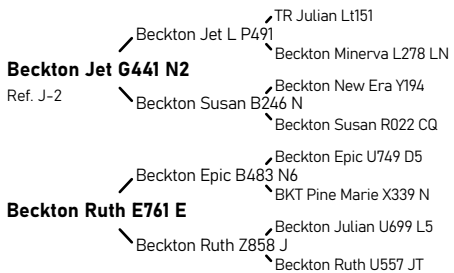 TR Julian Lt151
Beckton Jet L P491
Beckton Minerva L278 LN
Beckton Jet G441 N2
Ref. J-2
Beckton New Era Y194
Beckton Susan B246 N
Beckton Susan R022 CQ
Beckton Epic U749 D5
Beckton Epic B483 N6
BKT Pine Marie X339 N
Beckton Ruth E761 E
Beckton Julian U699 L5
Beckton Ruth Z858 J
Beckton Ruth U557 JT